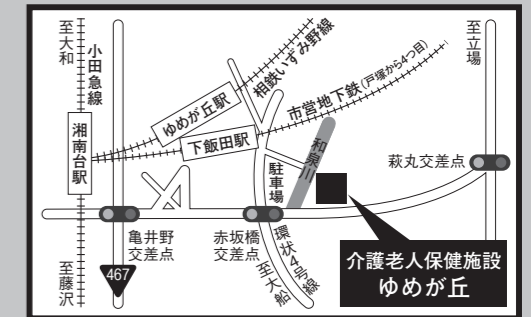 至大和
小田急線
湘南台駅
至藤沢
467
亀井野
交差点
ゆめが丘駅
相鉄いずみ野線
下飯田駅
市営地下鉄(戸塚から4つ目)
和泉川
駐車場
赤坂橋
交差点
環状4号線
至大船
至立場
萩丸交差点
介護老人保健施設
ゆめが丘